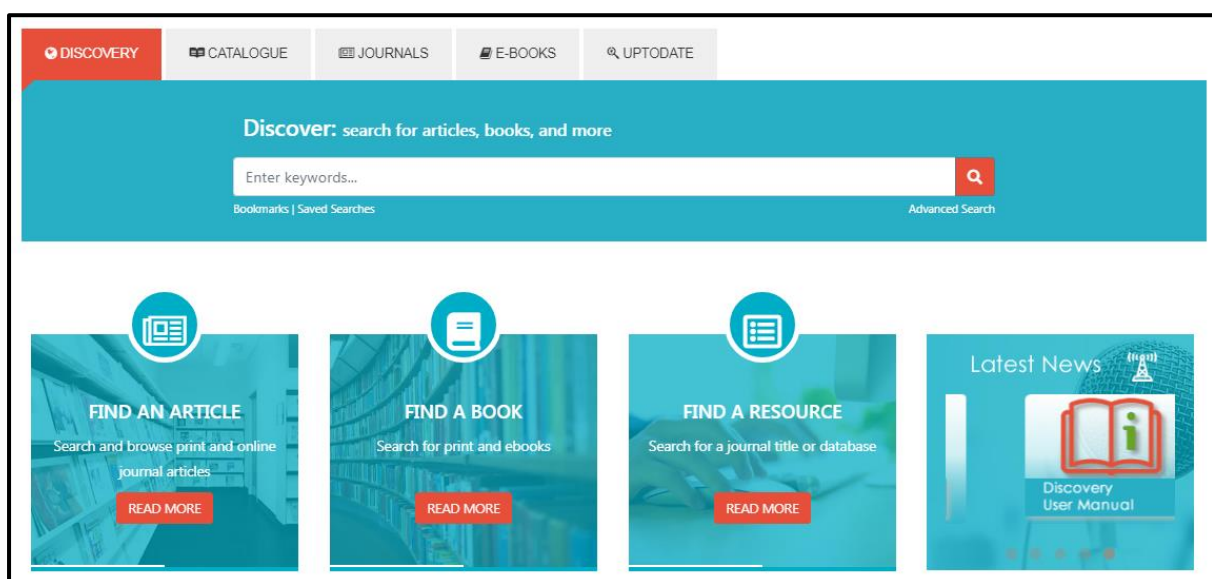 DISCOVERY
CATALOGUE
JOURNALS
E-BOOKS
UPTODATE
Discover: search for articles, books, and more
Enter keywords...
Bookmarks | Saved Searches
Advanced Search
FIND AN ARTICLE
Search and browse print and online
journal articles
READ MORE
FIND A BOOK
Search for print and ebooks
READ MORE
FIND A RESOURCE
Search for a journal title or database
READ MORE
Latest News
i
Discovery
User Manual